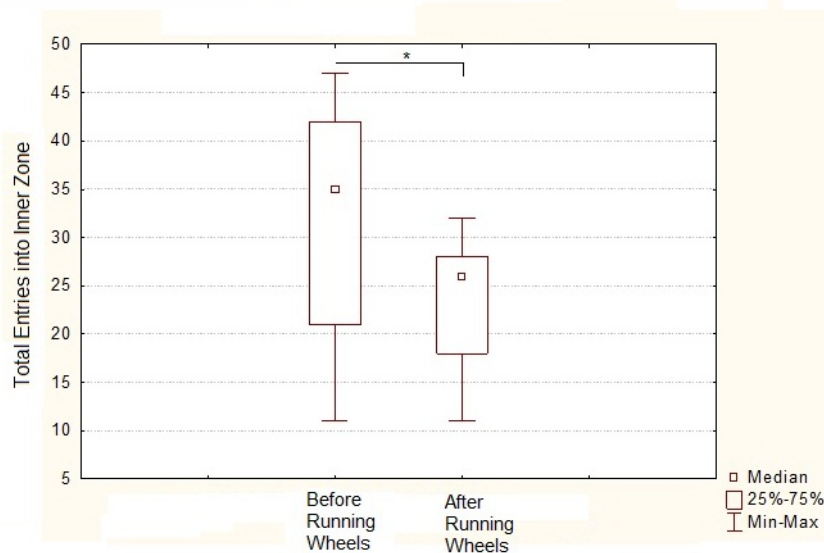 50
45
40
35
30
25
20
15
10
5
Total Entries into Inner Zone
*
Before
Running
Wheels
After
Running
Wheels
Median
25%-75%
Min-Max